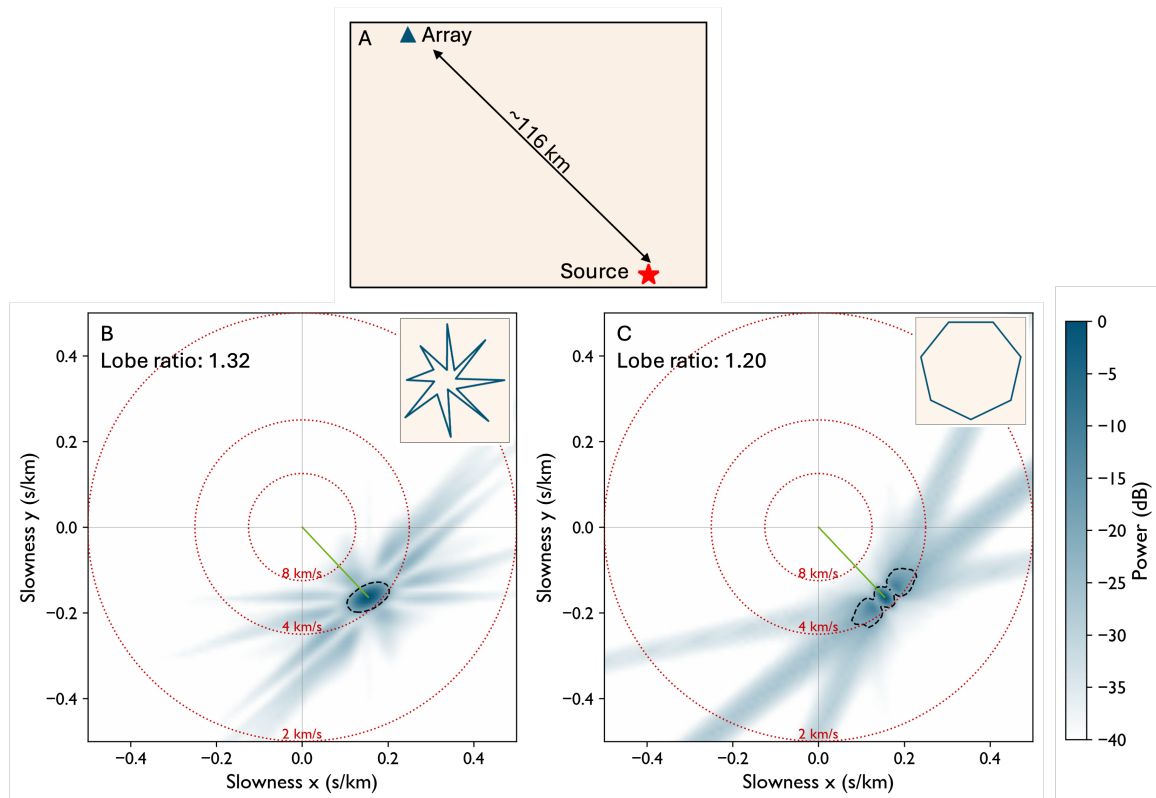 A
Array
~116 km
Source
B
Lobe ratio: 1.32
0.4
0.2
0.0
−0.2
−0.4
Slowness y (s/km)
8 km/s
4 km/s
2 km/s
−0.4
−0.2
0.0
0.2
0.4
Slowness x (s/km)
C
Lobe ratio: 1.20
0.4
0.2
0.0
−0.2
−0.4
Slowness y (s/km)
8 km/s
4 km/s
2 km/s
−0.4
−0.2
0.0
0.2
0.4
Slowness x (s/km)
0
−5
−10
−15
−20
−25
−30
−35
−40
Power (dB)